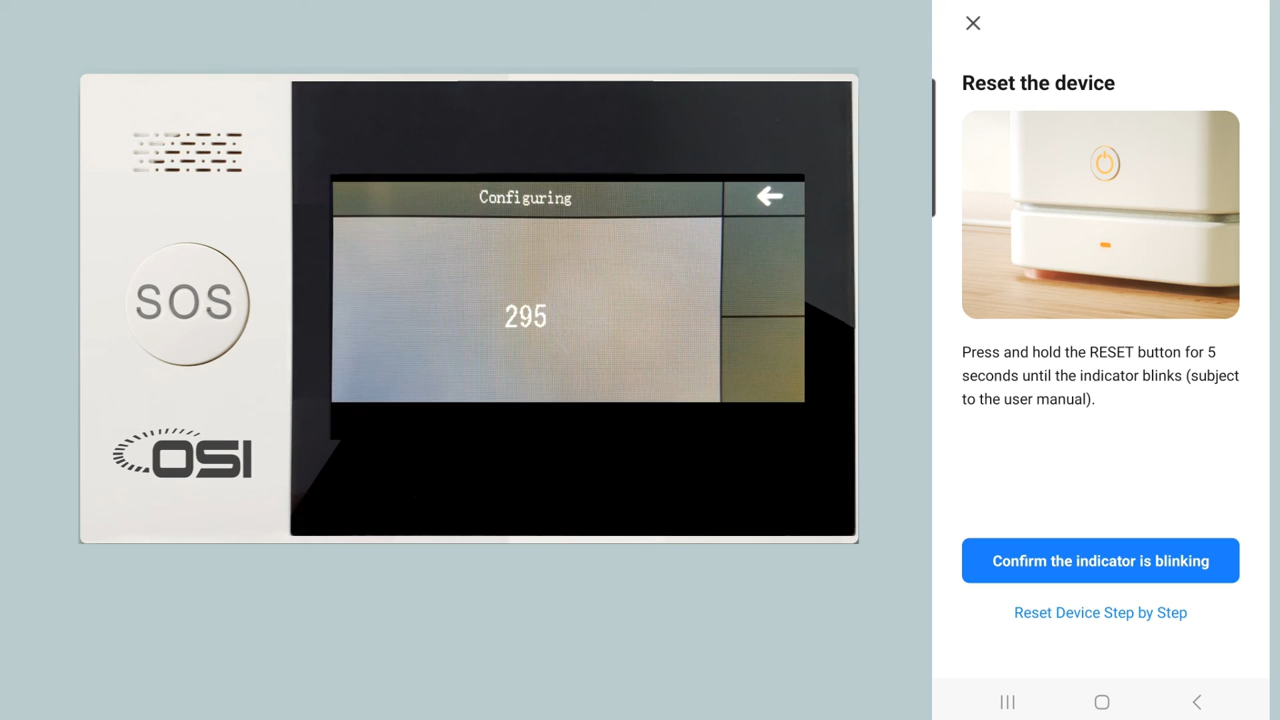 Configuring
295
SOS
OSI
Reset the device
Press and hold the RESET button for 5
seconds until the indicator blinks (subject
to the user manual).
Confirm the indicator is blinking
Reset Device Step by Step